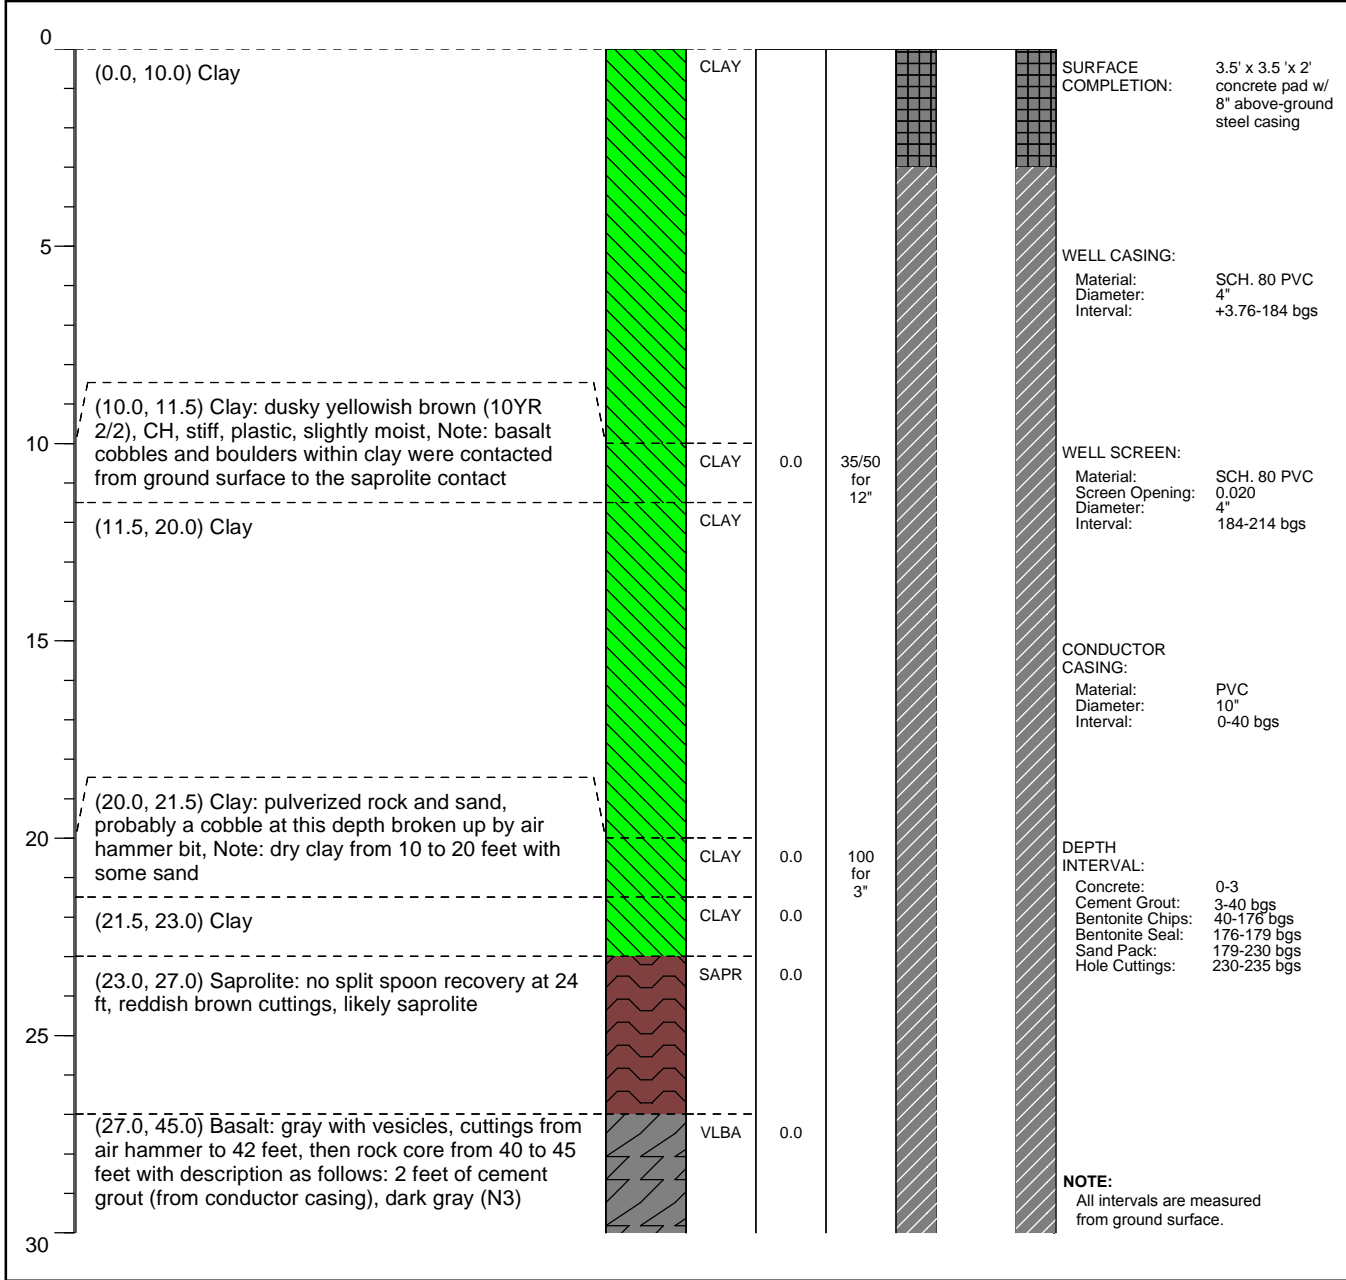 0
(0.0, 10.0) Clay
CLAY
SURFACE
COMPLETION:
3.5' x 3.5 'x 2'
concrete pad w/
8" above-ground
steel casing
5
WELL CASING:
Material: SCH. 80 PVC
Diameter: 4"
Interval: +3.76-184 bgs
(10.0, 11.5) Clay: dusky yellowish brown (10YR
2/2), CH, stiff, plastic, slightly moist, Note: basalt
cobbles and boulders within clay were contacted
from ground surface to the saprolite contact
10
CLAY
0.0
35/50
for
12"
WELL SCREEN:
Material: SCH. 80 PVC
Screen Opening: 0.020
Diameter: 4"
Interval: 184-214 bgs
(11.5, 20.0) Clay
CLAY
15
CONDUCTOR
CASING:
Material: PVC
Diameter: 10"
Interval: 0-40 bgs
(20.0, 21.5) Clay: pulverized rock and sand,
probably a cobble at this depth broken up by air
hammer bit, Note: dry clay from 10 to 20 feet with
some sand
20
CLAY
0.0
100
for
3"
DEPTH
INTERVAL:
Concrete: 0-3
Cement Grout: 3-40 bgs
Bentonite Chips: 40-176 bgs
Bentonite Seal: 176-179 bgs
Sand Pack: 179-230 bgs
Hole Cuttings: 230-235 bgs
(21.5, 23.0) Clay
CLAY
0.0
(23.0, 27.0) Saprolite: no split spoon recovery at 24
ft, reddish brown cuttings, likely saprolite
SAPR
0.0
25
(27.0, 45.0) Basalt: gray with vesicles, cuttings from
air hammer to 42 feet, then rock core from 40 to 45
feet with description as follows: 2 feet of cement
grout (from conductor casing), dark gray (N3)
VLBA
0.0
NOTE:
All intervals are measured
from ground surface.
30